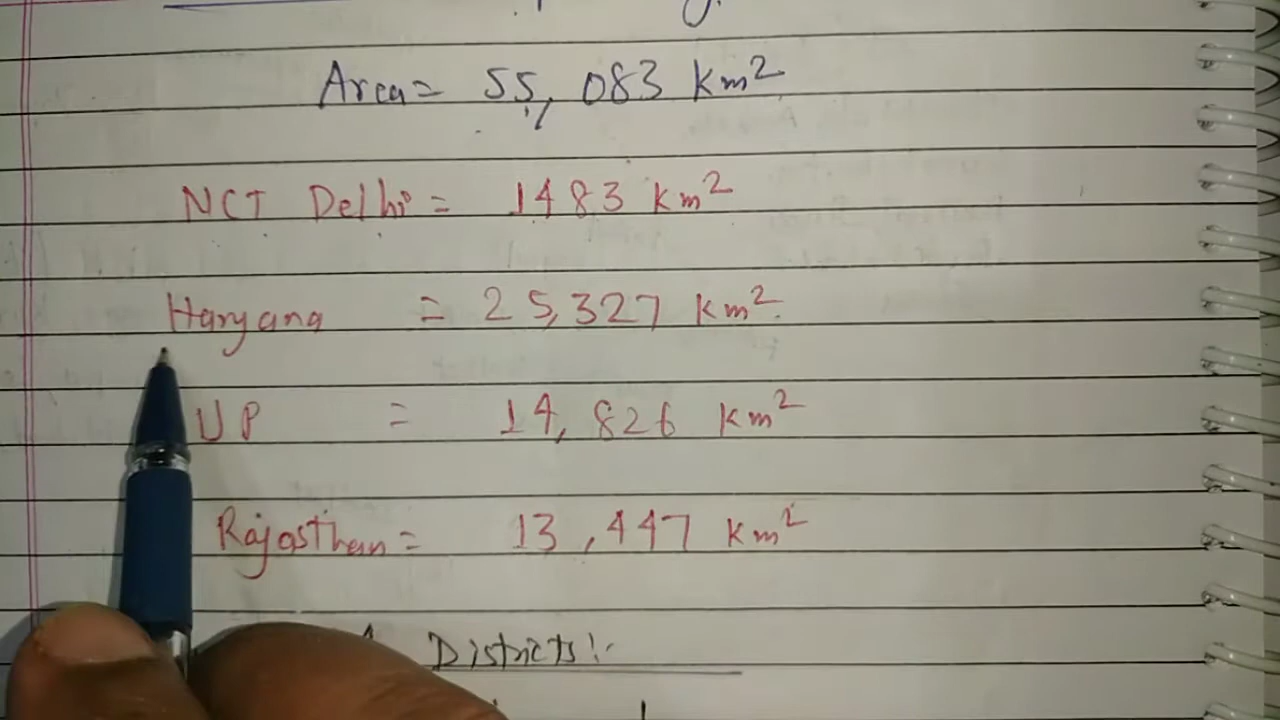 Area = 55, 083 Km²
NCT Delhi = 1483 Km²
Haryana = 25,327 Km²
UP = 14, 826 Km²
Rajasthan = 13,447 Km²
Districts :-